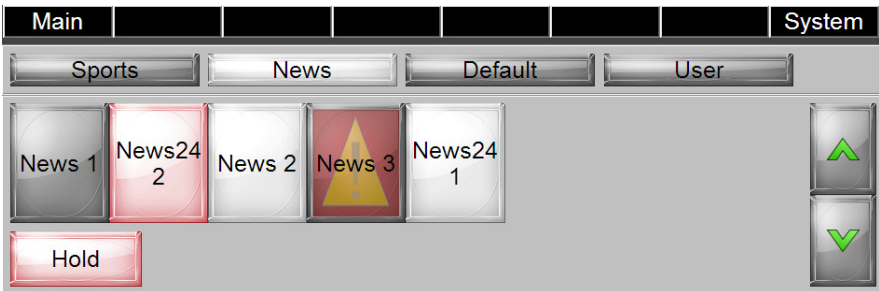 Main System
Sports News Default User
News 1 News24 2 News 2 News 3 News24 1
Hold